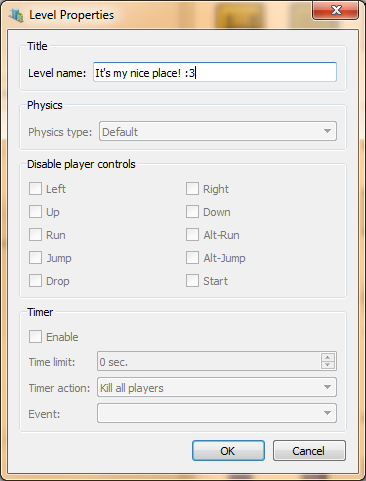 Level Properties
Title
Level name: It's my nice place! :3
Physics
Physics type: Default
Disable player controls
Left Right
Up Down
Run Alt-Run
Jump Alt-Jump
Drop Start
Timer
Enable
Time limit: 0 sec.
Timer action: Kill all players
Event:
OK Cancel